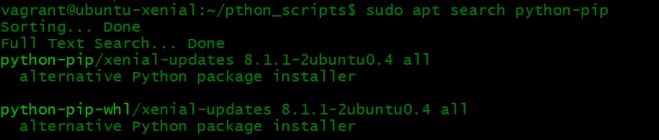 vagrant@ubuntu-xenial:~/pthon_scripts$ sudo apt search python-pip
Sorting... Done
Full Text Search... Done
python-pip/xenial-updates 8.1.1-2ubuntu0.4 all
  alternative Python package installer

python-pip-whl/xenial-updates 8.1.1-2ubuntu0.4 all
  alternative Python package installer